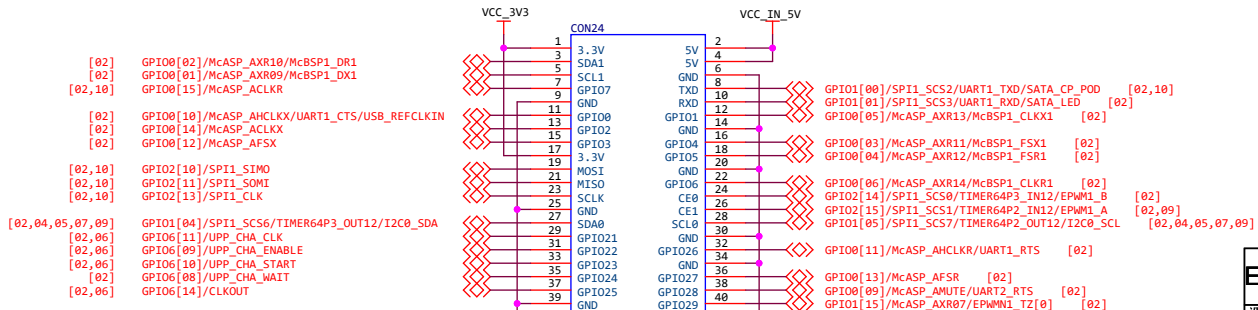 VCC_3V3 VCC_IN_5V
CON24
1 3.3V 5V 2
[02] GPIO0[02]/McASP_AXR10/McBSP1_DR1 3 SDA1 5V 4
[02] GPIO0[01]/McASP_AXR09/McBSP1_DX1 5 SCL1 GND 6
[02,10] GPIO0[15]/McASP_ACLKR 7 GPIO7 TXD 8 GPIO1[00]/SPI1_SCS2/UART1_TXD/SATA_CP_POD [02,10]
9 GND RXD 10 GPIO1[01]/SPI1_SCS3/UART1_RXD/SATA_LED [02]
[02] GPIO0[10]/McASP_AHCLKX/UART1_CTS/USB_REFCLKIN 11 GPIO0 GPIO1 12 GPIO0[05]/McASP_AXR13/McBSP1_CLKX1 [02]
[02] GPIO0[14]/McASP_ACLKX 13 GPIO2 GND 14
[02] GPIO0[12]/McASP_AFSX 15 GPIO3 GPIO4 16 GPIO0[03]/McASP_AXR11/McBSP1_FSX1 [02]
17 3.3V GPIO5 18 GPIO0[04]/McASP_AXR12/McBSP1_FSR1 [02]
[02,10] GPIO2[10]/SPI1_SIMO 19 MOSI GND 20
[02,10] GPIO2[11]/SPI1_SOMI 21 MISO GPIO6 22 GPIO0[06]/McASP_AXR14/McBSP1_CLKR1 [02]
[02,10] GPIO2[13]/SPI1_CLK 23 SCLK CE0 24 GPIO2[14]/SPI1_SCS0/TIMER64P3_IN12/EPWM1_B [02]
25 GND CE1 26 GPIO2[15]/SPI1_SCS1/TIMER64P2_IN12/EPWM1_A [02,09]
[02,04,05,07,09] GPIO1[04]/SPI1_SCS6/TIMER64P3_OUT12/I2C0_SDA 27 SDA0 SCL0 28 GPIO1[05]/SPI1_SCS7/TIMER64P2_OUT12/I2C0_SCL [02,04,05,07,09]
[02,06] GPIO6[11]/UPP_CHA_CLK 29 GPIO21 GND 30
[02,06] GPIO6[09]/UPP_CHA_ENABLE 31 GPIO22 GPIO26 32 GPIO0[11]/McASP_AHCLKR/UART1_RTS [02]
[02,06] GPIO6[10]/UPP_CHA_START 33 GPIO23 GND 34
[02] GPIO6[08]/UPP_CHA_WAIT 35 GPIO24 GPIO27 36 GPIO0[13]/McASP_AFSR [02]
[02,06] GPIO6[14]/CLKOUT 37 GPIO25 GPIO28 38 GPIO0[09]/McASP_AMUTE/UART2_RTS [02]
39 GND GPIO29 40 GPIO1[15]/McASP_AXR07/EPWMN1_TZ[0] [02]